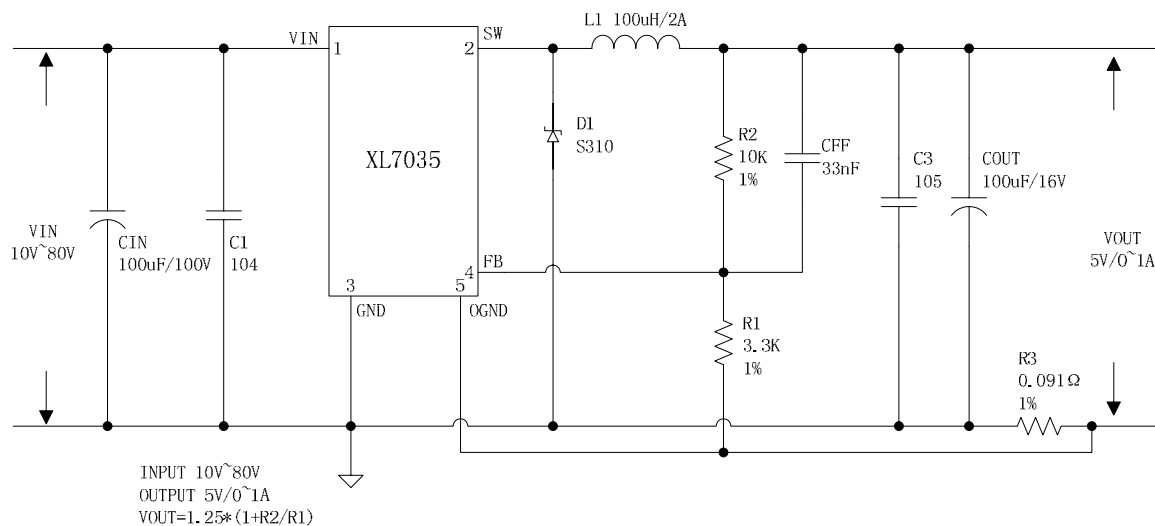 L1 100uH/2A
VIN
1
2
SW
XL7035
D1
S310
R2
10K
1%
CFF
33nF
C3
105
COUT
100uF/16V
VIN
10V~80V
CIN
100uF/100V
C1
104
4
FB
3
GND
5
OGND
VOUT
5V/0~1A
R1
3.3K
1%
R3
0.091Ω
1%
INPUT 10V~80V
OUTPUT 5V/0~1A
VOUT=1.25*(1+R2/R1)